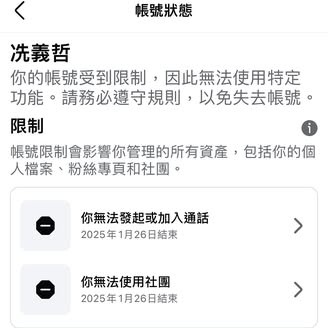 帳號狀態
冼義哲
你的帳號受到限制，因此無法使用特定
功能。請務必遵守規則，以免失去帳號。
限制
帳號限制會影響你管理的所有資產，包括你的個
人檔案、粉絲專頁和社團。
你無法發起或加入通話
2025年1月26日結束
你無法使用社團
2025年1月26日結束